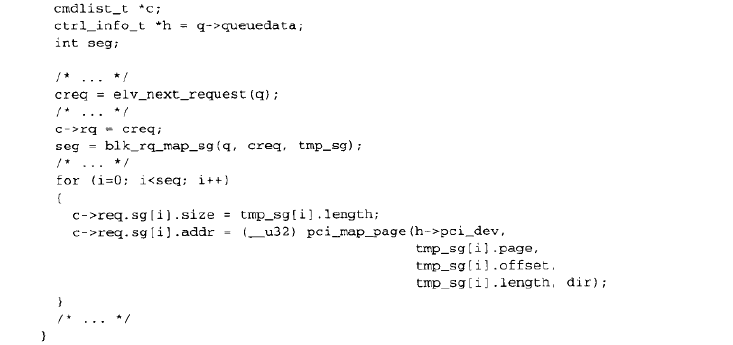 cmdlist_t *c;
ctrl_info_t *h = q->queuedata;
int seg;
/* ... */
creq = elv_next_request(q);
/* ... */
c->rq = creq;
seg = blk_rq_map_sg(q, creq, tmp_sg);
/* ... */
for (i=0; i<seg; i++)
{
c->req.sg[i].size = tmp_sg[i].length;
c->req.sg[i].addr = (__u32) pci_map_page(h->pci_dev,
tmp_sg[i].page,
tmp_sg[i].offset,
tmp_sg[i].length, dir);
}
/* ... */
}